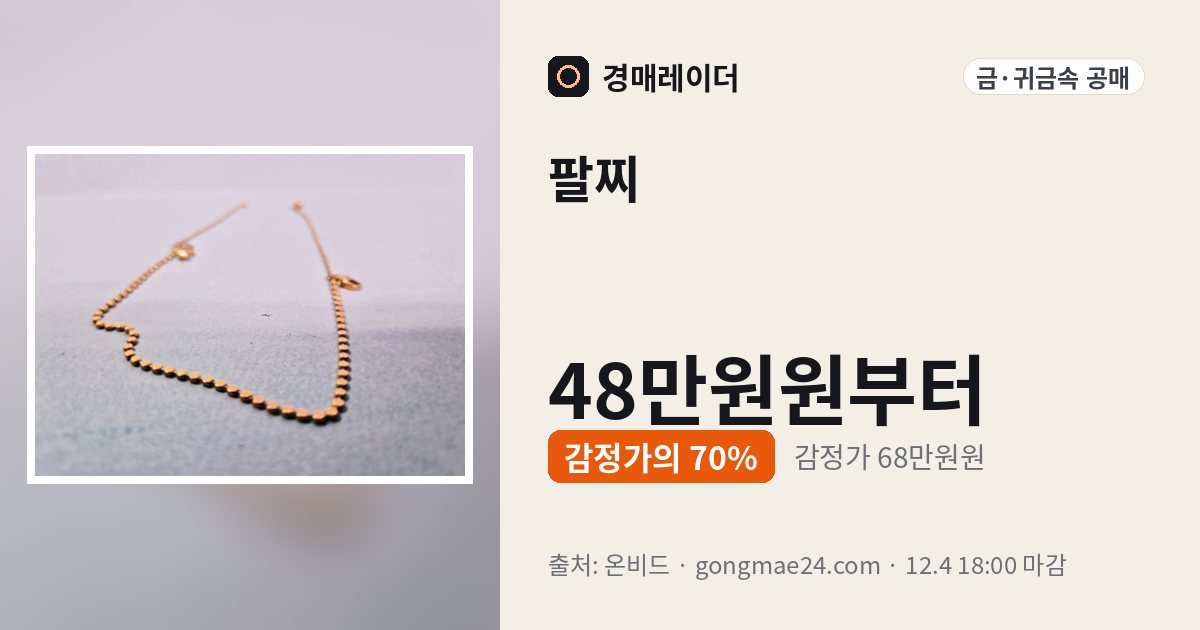 경매레이더
금·귀금속 공매
팔찌
48만원원부터
감정가의 70%
감정가 68만원원
출처: 온비드 · gongmae24.com · 12.4 18:00 마감